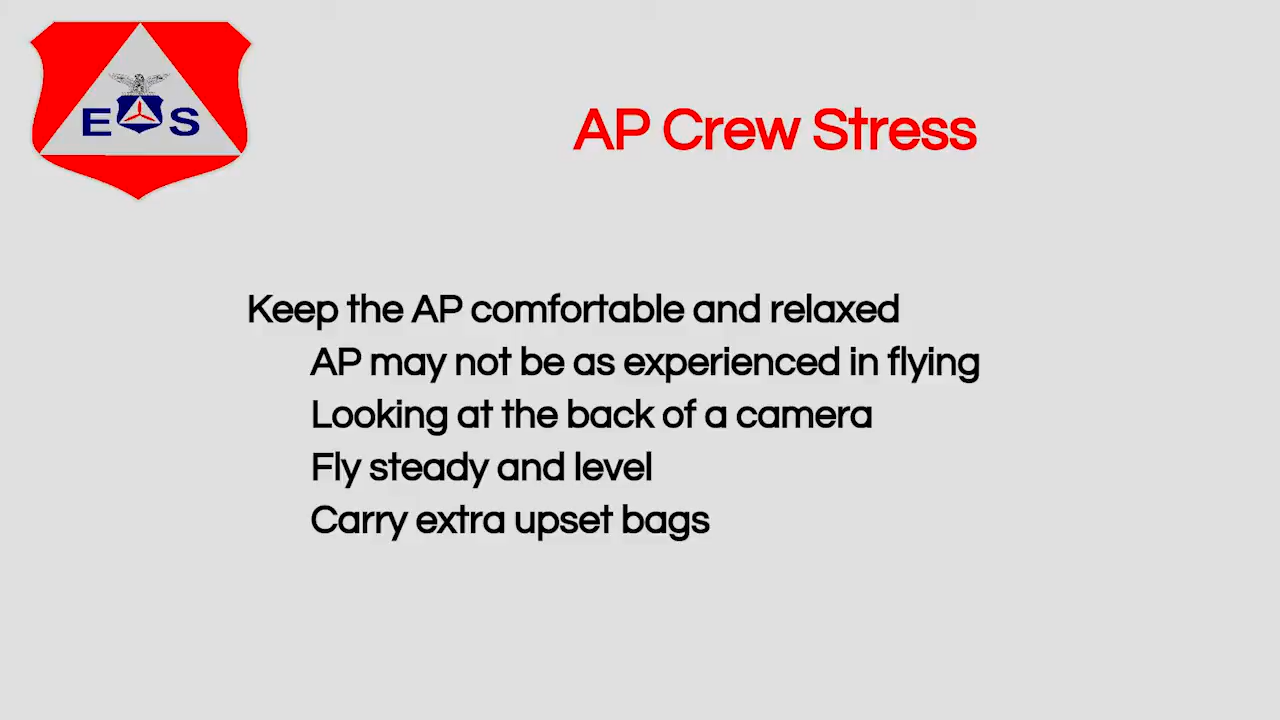 E S
AP Crew Stress
Keep the AP comfortable and relaxed
AP may not be as experienced in flying
Looking at the back of a camera
Fly steady and level
Carry extra upset bags